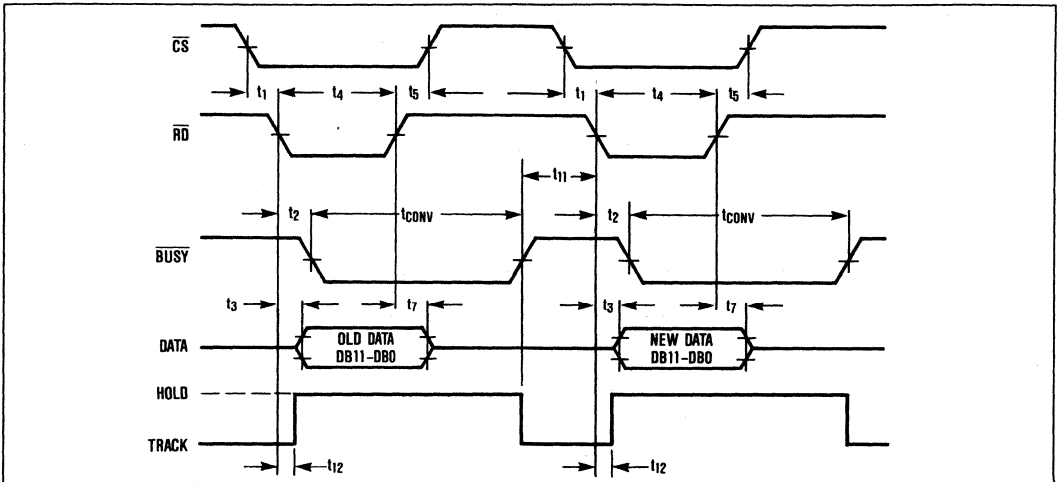 CS
t1 t4 t5 t1 t4 t5
RD
t11
t2 tCONV t2 tCONV
BUSY
t3 t7 t3 t7
DATA
OLD DATA
DB11–DB0
NEW DATA
DB11–DB0
HOLD
TRACK
t12 t12